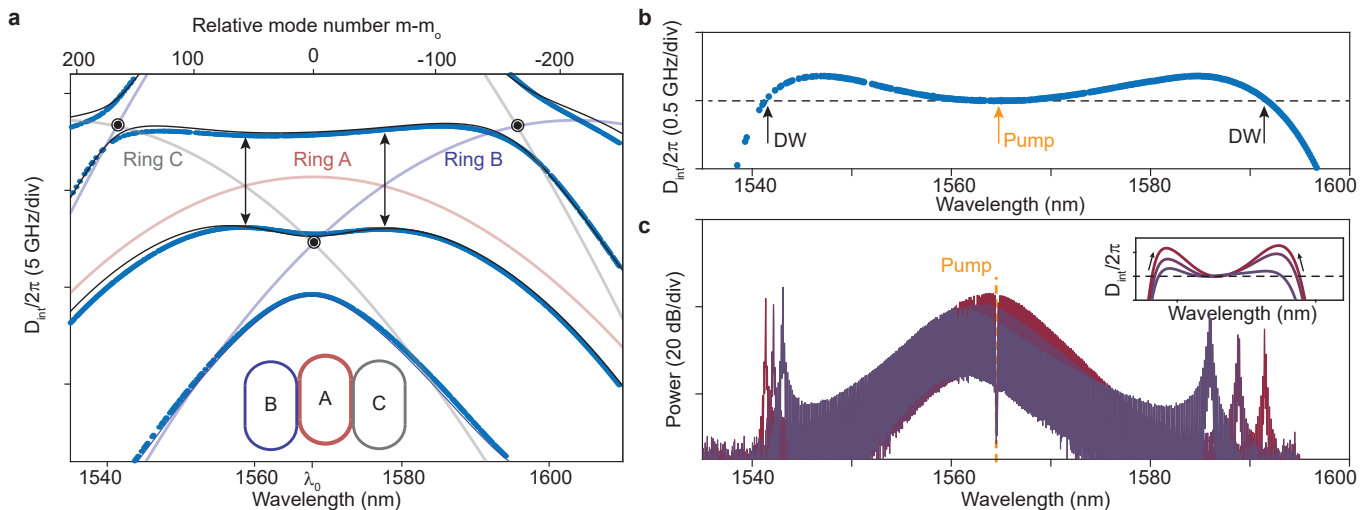 a
Relative mode number m-mₒ
200 100 0 -100 -200
Ring C Ring A Ring B
D_int/2π (5 GHz/div)
B A C
1540 1560 λ₀ 1580 1600
Wavelength (nm)
b
D_int/2π (0.5 GHz/div)
DW Pump DW
1540 1560 1580 1600
Wavelength (nm)
c
Pump
D_int/2π
Wavelength (nm)
Power (20 dB/div)
1540 1560 1580 1600
Wavelength (nm)